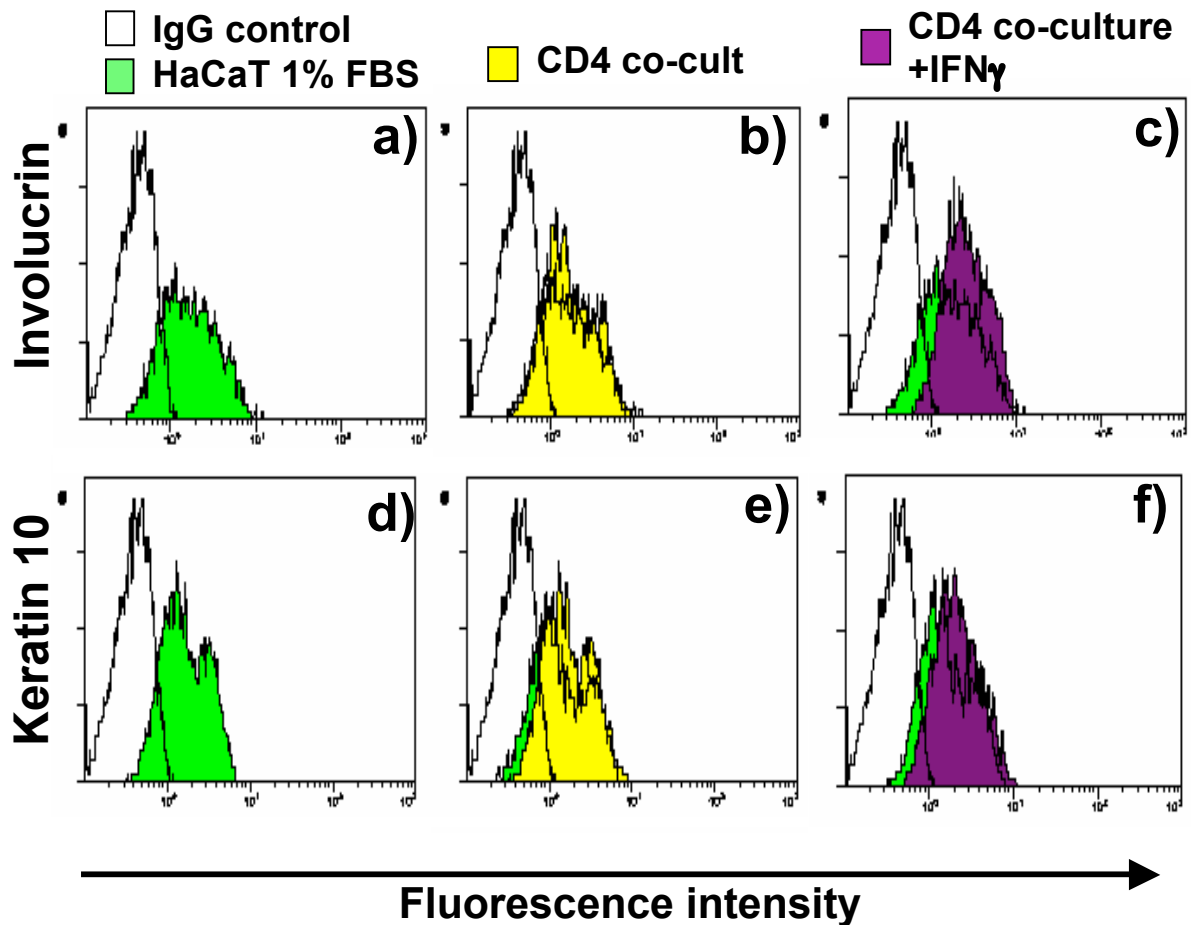 IgG control
HaCaT 1% FBS
CD4 co-cult
CD4 co-culture
+IFNγ
Involucrin
a)
b)
c)
Keratin 10
d)
e)
f)
Fluorescence intensity